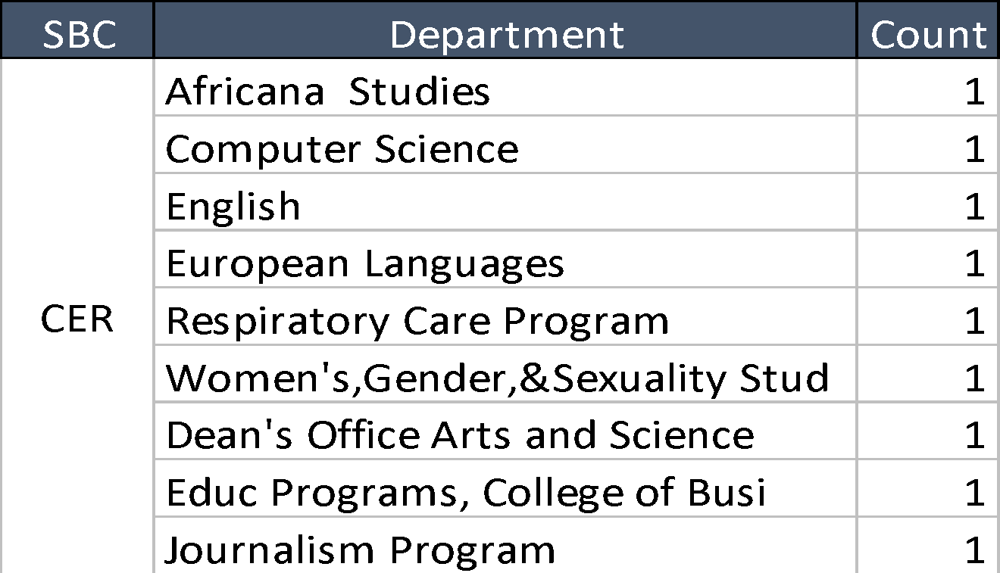 SBC Department Count
Africana  Studies 1
Computer Science 1
English 1
European Languages 1
CER Respiratory Care Program 1
Women's,Gender,&Sexuality Stud 1
Dean's Office Arts and Science 1
Educ Programs, College of Busi 1
Journalism Program 1